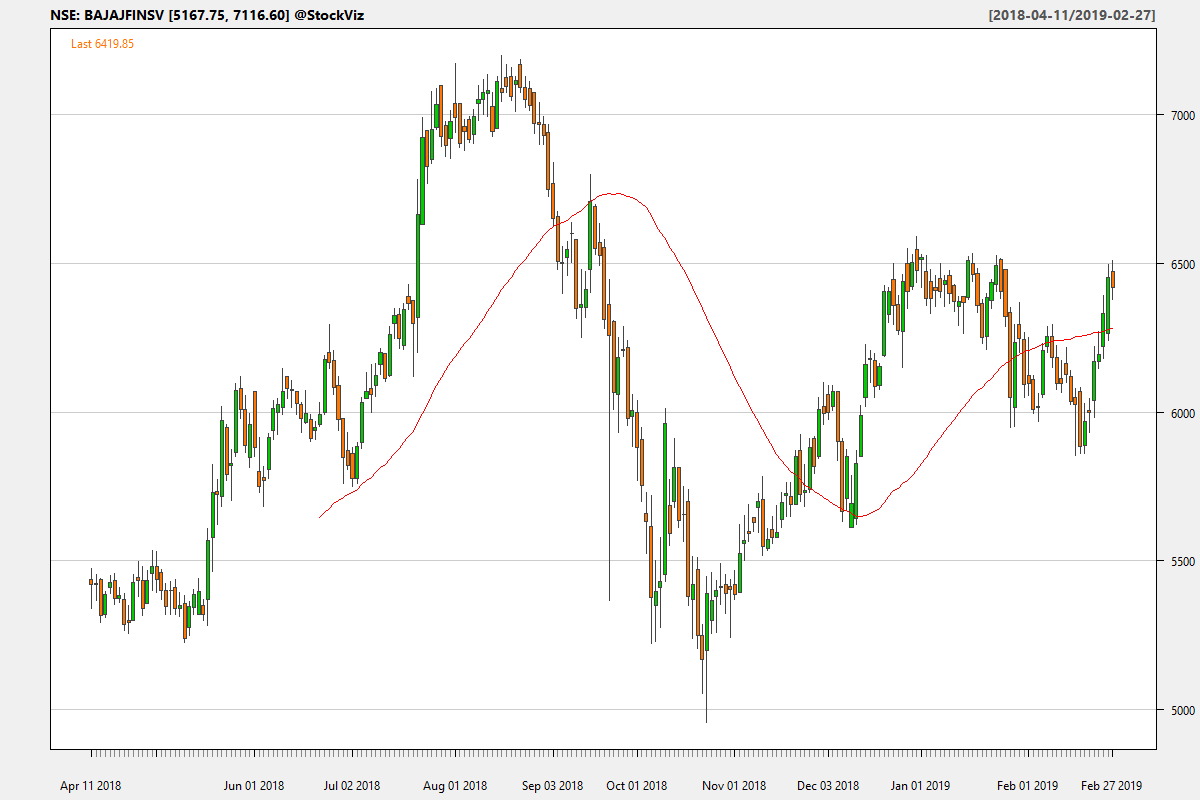 NSE: BAJAJFINSV [5167.75, 7116.60] @StockViz [2018-04-11/2019-02-27]
Last 6419.85
7000
6500
6000
5500
5000
Apr 11 2018 Jun 01 2018 Jul 02 2018 Aug 01 2018 Sep 03 2018 Oct 01 2018 Nov 01 2018 Dec 03 2018 Jan 01 2019 Feb 01 2019 Feb 27 2019